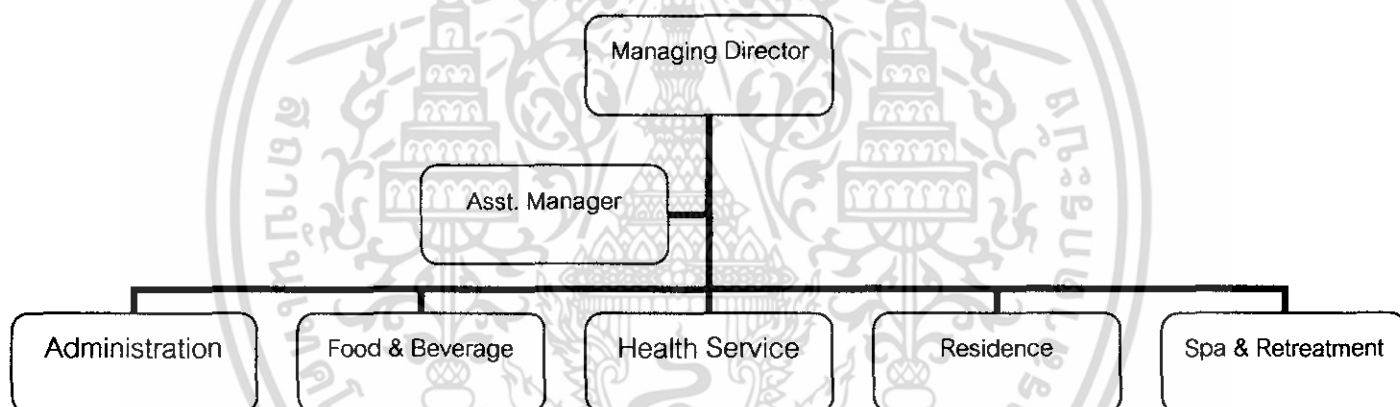 Managing Director
Asst. Manager
Administration
Food & Beverage
Health Service
Residence
Spa & Retreatment